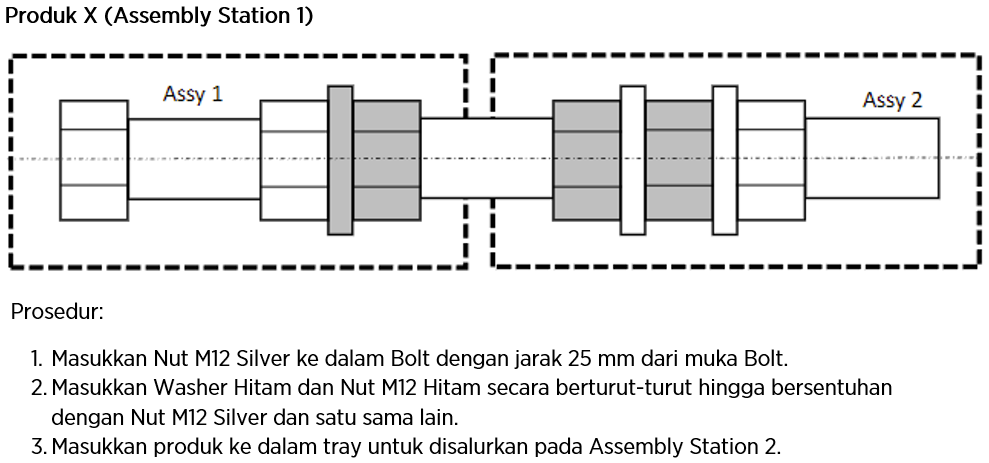 Produk X (Assembly Station 1)
Assy 1
Assy 2
Prosedur:
1. Masukkan Nut M12 Silver ke dalam Bolt dengan jarak 25 mm dari muka Bolt.
2. Masukkan Washer Hitam dan Nut M12 Hitam secara berturut-turut hingga bersentuhan
dengan Nut M12 Silver dan satu sama lain.
3. Masukkan produk ke dalam tray untuk disalurkan pada Assembly Station 2.